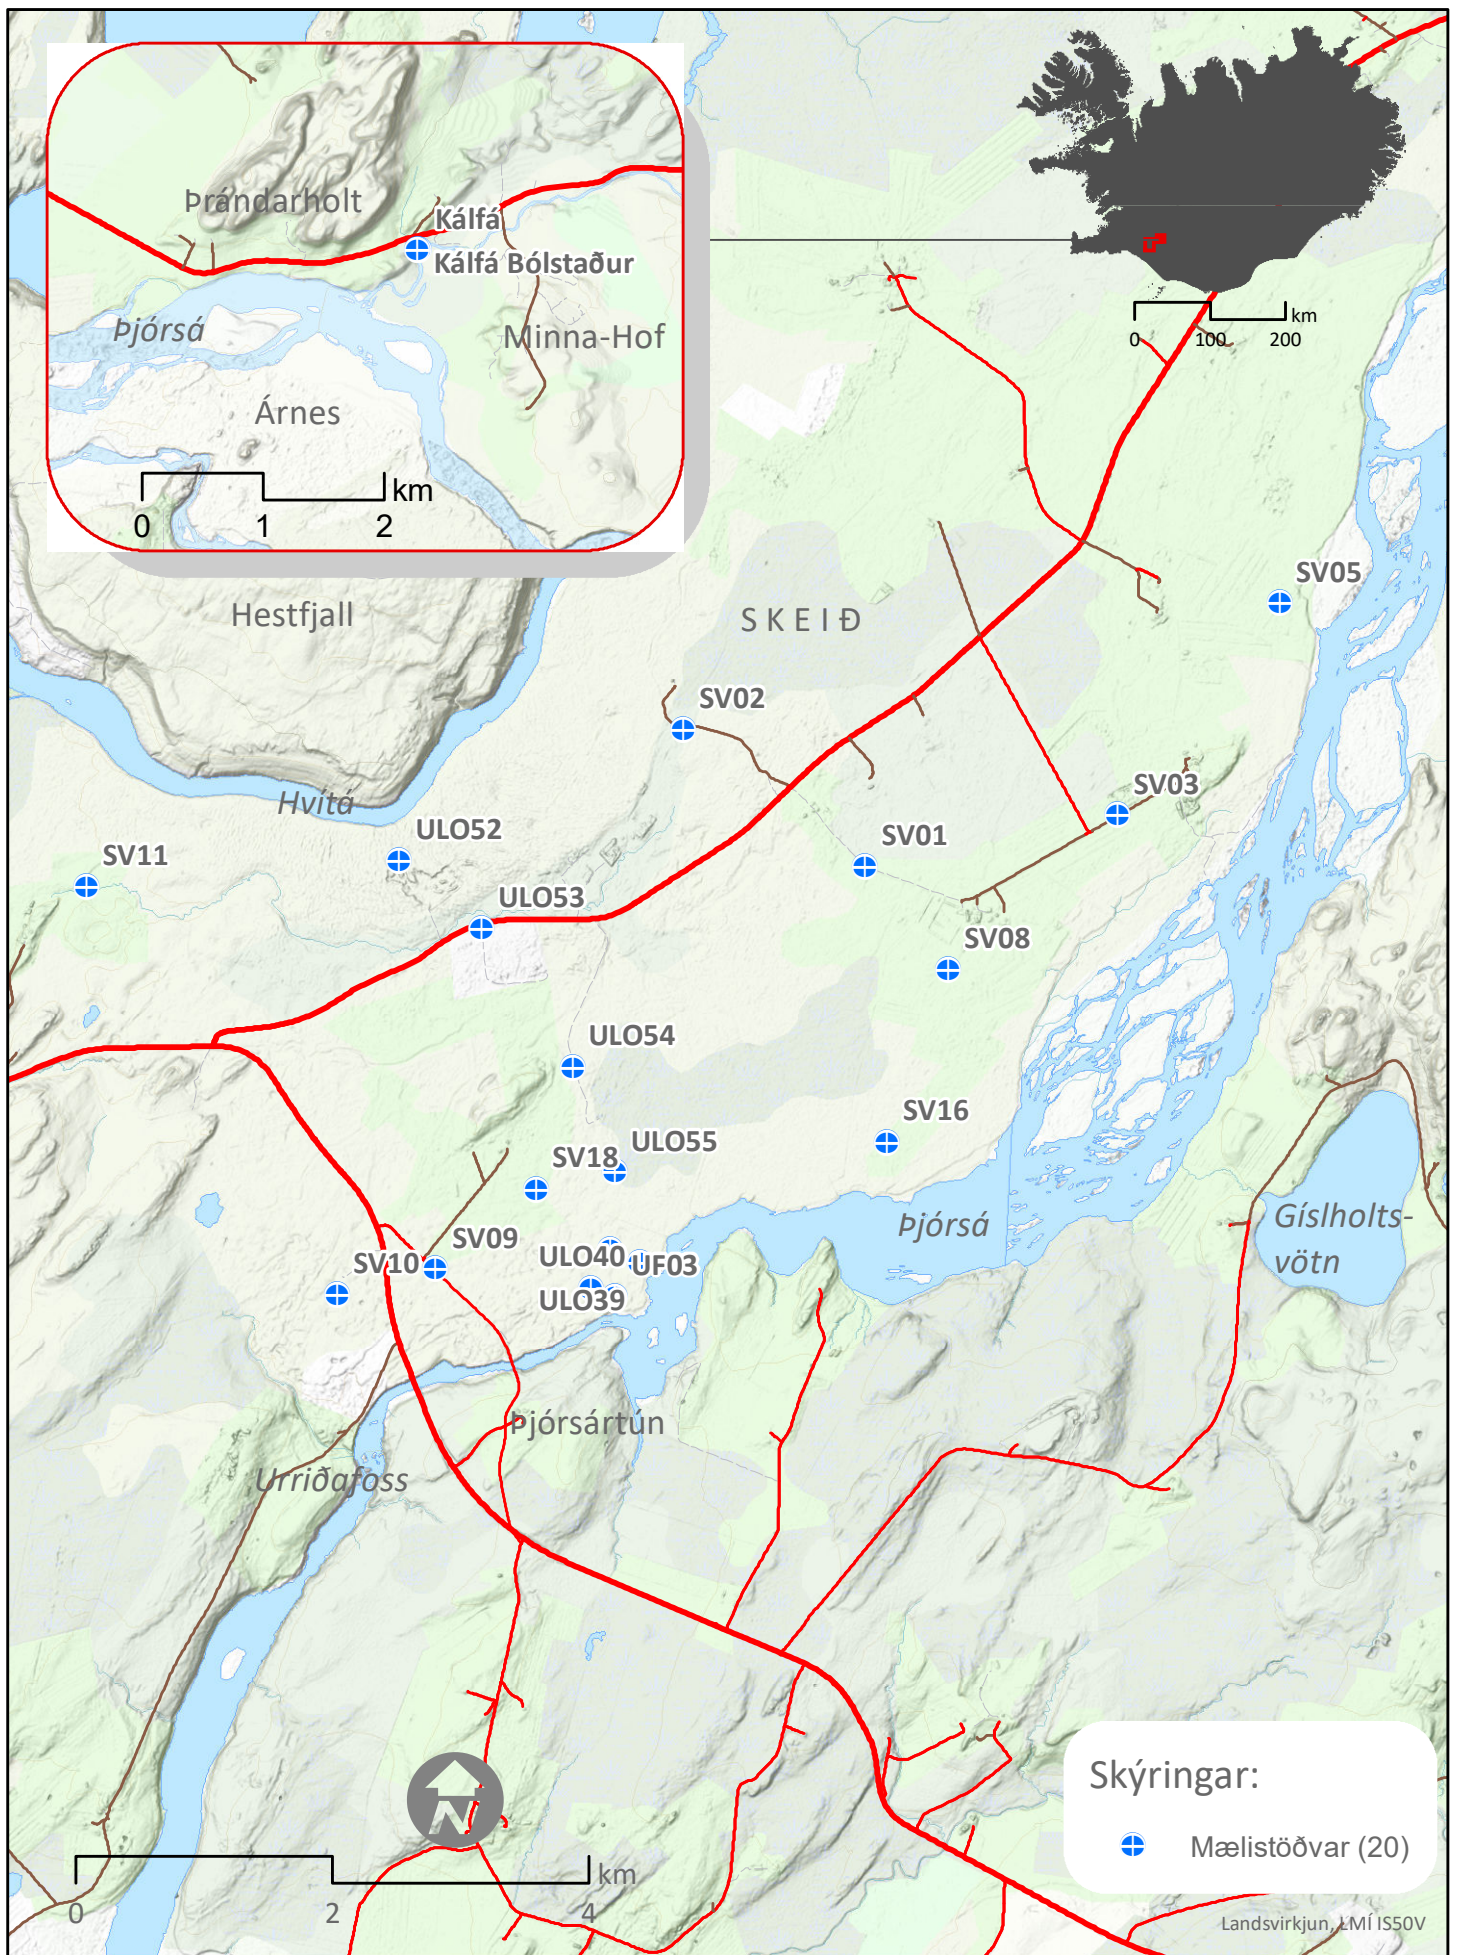 Þrándarholt
Kálfá
Kálfá Bólstaður
Þjórsá
Minna-Hof
Árnes
km
0 1 2
km
0 100 200
Hestfjall
SKEIÐ
SV05
SV02
Hvítá
SV03
ULO52
SV01
SV11
ULO53
SV08
ULO54
SV16
ULO55
SV18
Þjórsá
Gíslholts-
vötn
SV09
SV10
ULO40
UF03
ULO39
Þjórsártún
Urriðafoss
N
km
0 2 4
Skýringar:
Mælistöðvar (20)
Landsvirkjun, LMÍ IS50V